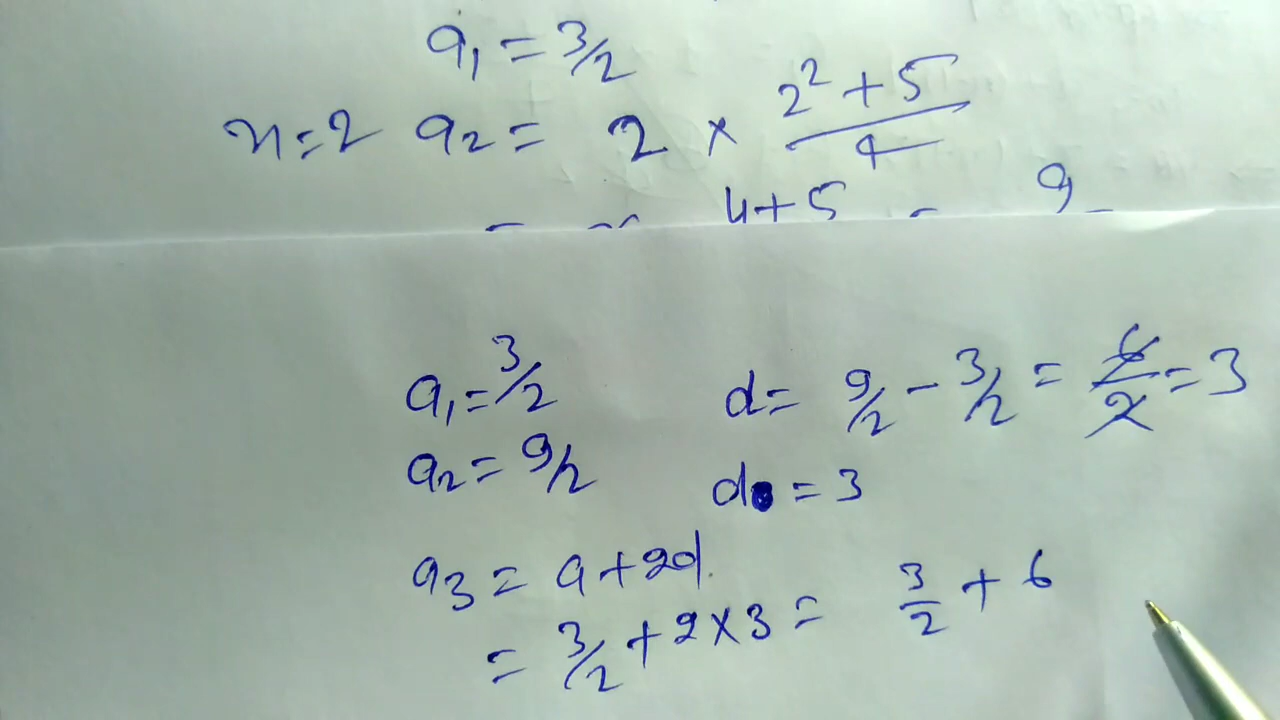 a₁ = 3/2
n=2 a₂ = 2 × (2² + 5)/4
= 4+5 = 9
a₁ = 3/2 d = 9/2 - 3/2 = 6/2 = 3
a₂ = 9/2 d = 3
a₃ = a + 2d
= 3/2 + 2×3 = 3/2 + 6